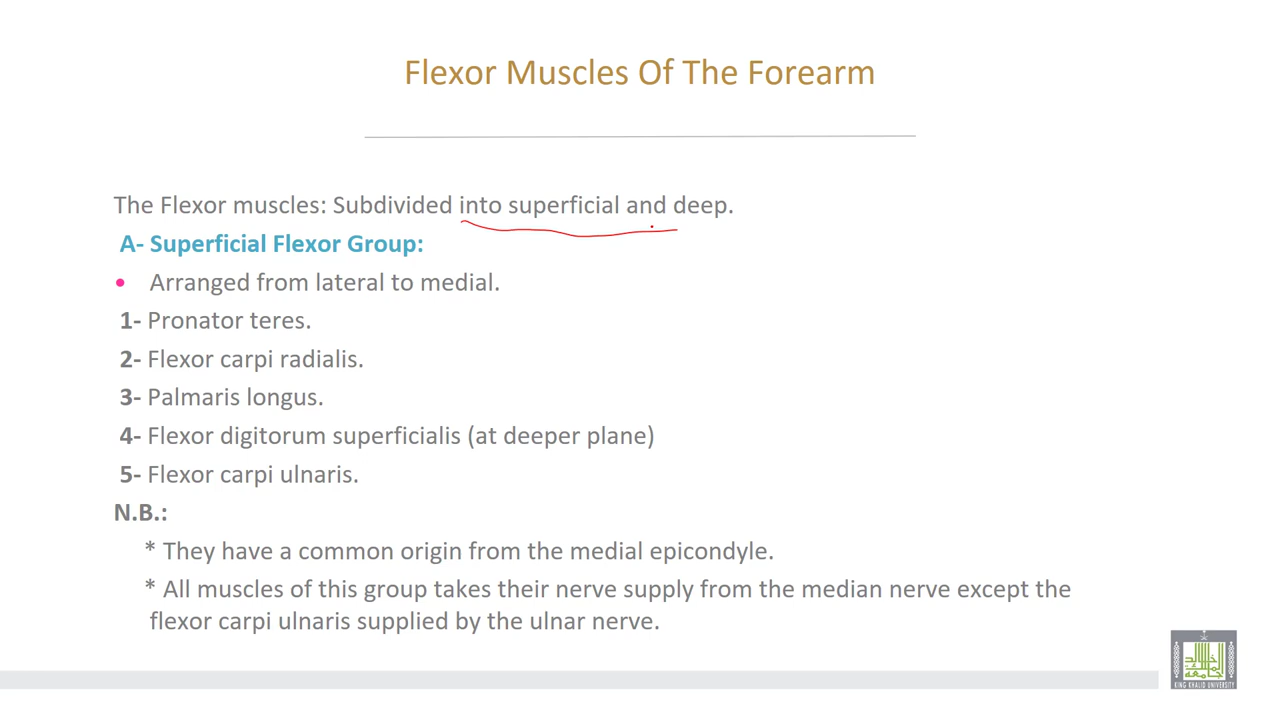 Flexor Muscles Of The Forearm
The Flexor muscles: Subdivided into superficial and deep.
A- Superficial Flexor Group:
• Arranged from lateral to medial.
1- Pronator teres.
2- Flexor carpi radialis.
3- Palmaris longus.
4- Flexor digitorum superficialis (at deeper plane)
5- Flexor carpi ulnaris.
N.B.:
* They have a common origin from the medial epicondyle.
* All muscles of this group takes their nerve supply from the median nerve except the
flexor carpi ulnaris supplied by the ulnar nerve.
KING KHALID UNIVERSITY